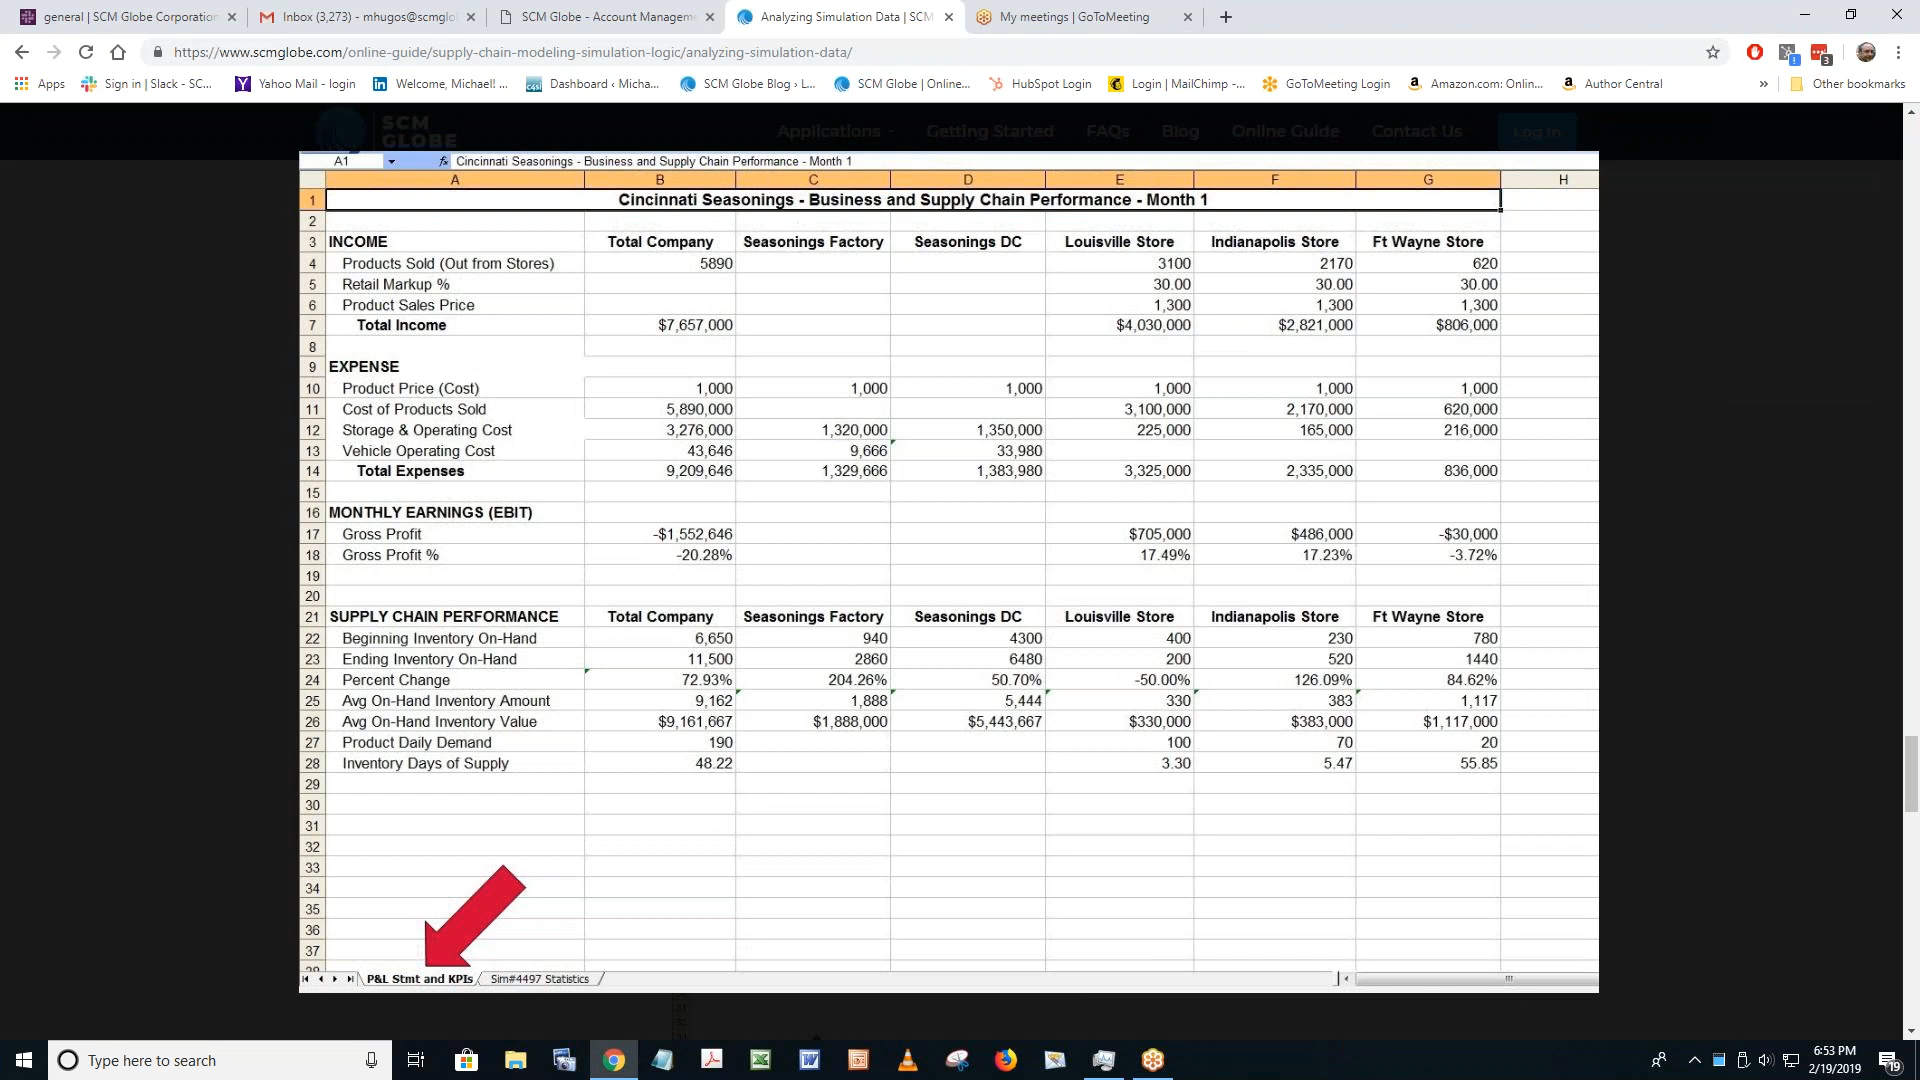 general | SCM Globe Corporation
Inbox (3,273) - mhugos@scmglo
SCM Globe - Account Managem
Analyzing Simulation Data | SCM
My meetings | GoToMeeting
https://www.scmglobe.com/online-guide/supply-chain-modeling-simulation-logic/analyzing-simulation-data/
Apps Sign in | Slack - SC... Yahoo Mail - login Welcome, Michael! ... Dashboard ‹ Micha... SCM Globe Blog › L... SCM Globe | Online... HubSpot Login Login | MailChimp -... GoToMeeting Login Amazon.com: Onlin... Author Central » Other bookmarks
SCM
GLOBE
Applications Getting Started FAQs Blog Online Guide Contact Us Log In
A1 fx Cincinnati Seasonings - Business and Supply Chain Performance - Month 1
A B C D E F G H
1 Cincinnati Seasonings - Business and Supply Chain Performance - Month 1
2
3 INCOME Total Company Seasonings Factory Seasonings DC Louisville Store Indianapolis Store Ft Wayne Store
4 Products Sold (Out from Stores) 5890 3100 2170 620
5 Retail Markup % 30.00 30.00 30.00
6 Product Sales Price 1,300 1,300 1,300
7 Total Income $7,657,000 $4,030,000 $2,821,000 $806,000
8
9 EXPENSE
10 Product Price (Cost) 1,000 1,000 1,000 1,000 1,000 1,000
11 Cost of Products Sold 5,890,000 3,100,000 2,170,000 620,000
12 Storage & Operating Cost 3,276,000 1,320,000 1,350,000 225,000 165,000 216,000
13 Vehicle Operating Cost 43,646 9,666 33,980
14 Total Expenses 9,209,646 1,329,666 1,383,980 3,325,000 2,335,000 836,000
15
16 MONTHLY EARNINGS (EBIT)
17 Gross Profit -$1,552,646 $705,000 $486,000 -$30,000
18 Gross Profit % -20.28% 17.49% 17.23% -3.72%
19
20
21 SUPPLY CHAIN PERFORMANCE Total Company Seasonings Factory Seasonings DC Louisville Store Indianapolis Store Ft Wayne Store
22 Beginning Inventory On-Hand 6,650 940 4300 400 230 780
23 Ending Inventory On-Hand 11,500 2860 6480 200 520 1440
24 Percent Change 72.93% 204.26% 50.70% -50.00% 126.09% 84.62%
25 Avg On-Hand Inventory Amount 9,162 1,888 5,444 330 383 1,117
26 Avg On-Hand Inventory Value $9,161,667 $1,888,000 $5,443,667 $330,000 $383,000 $1,117,000
27 Product Daily Demand 190 100 70 20
28 Inventory Days of Supply 48.22 3.30 5.47 55.85
29
30
31
32
33
34
35
36
37
P&L Stmt and KPIs Sim#4497 Statistics
Type here to search
6:53 PM
2/19/2019
19